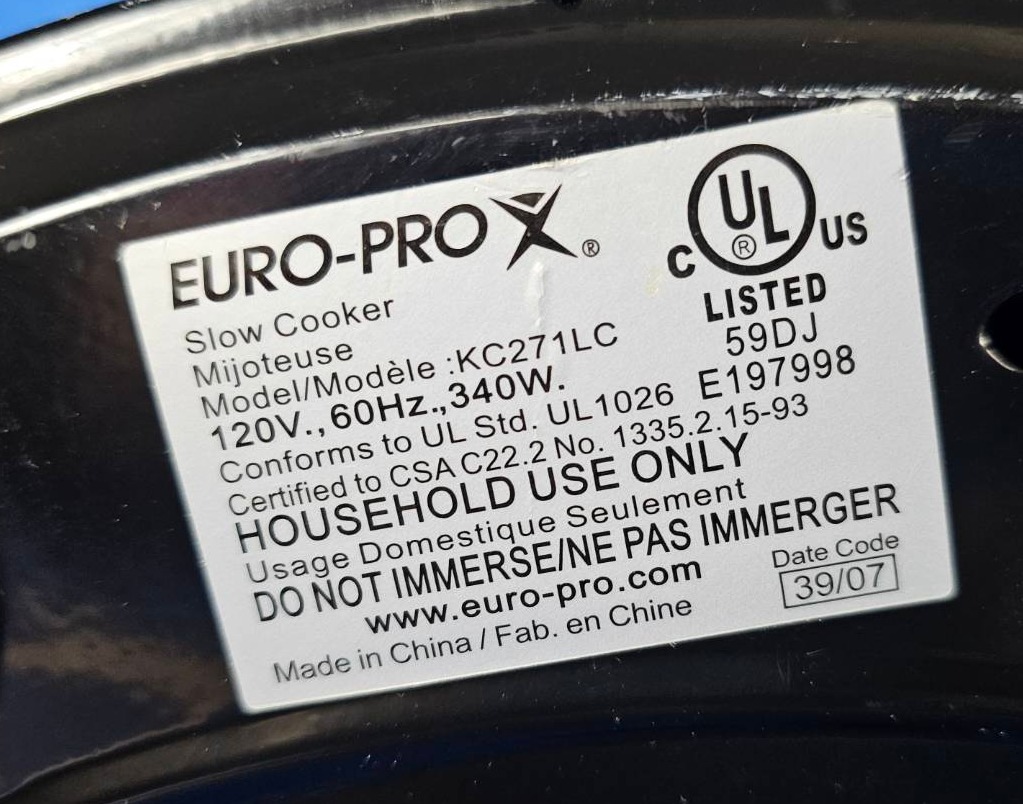 EURO-PRO X®
Slow Cooker
Mijoteuse
Model/Modèle :KC271LC
120V.,60Hz.,340W.
Conforms to UL Std. UL1026
Certified to CSA C22.2 No. 1335.2.15-93
HOUSEHOLD USE ONLY
Usage Domestique Seulement
DO NOT IMMERSE/NE PAS IMMERGER
www.euro-pro.com
Made in China / Fab. en Chine
C UL® US
LISTED
59DJ
E197998
Date Code
39/07